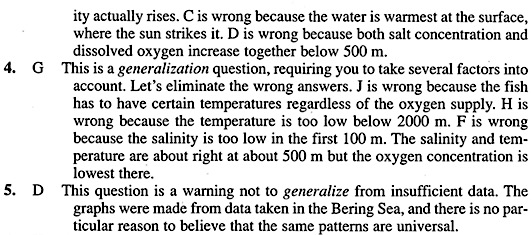 ity actually rises. C is wrong because the water is warmest at the surface,
where the sun strikes it. D is wrong because both salt concentration and
dissolved oxygen increase together below 500 m.
4. G This is a generalization question, requiring you to take several factors into
account. Let's eliminate the wrong answers. J is wrong because the fish
has to have certain temperatures regardless of the oxygen supply. H is
wrong because the temperature is too low below 2000 m. F is wrong
because the salinity is too low in the first 100 m. The salinity and tem-
perature are about right at about 500 m but the oxygen concentration is
lowest there.
5. D This question is a warning not to generalize from insufficient data. The
graphs were made from data taken in the Bering Sea, and there is no par-
ticular reason to believe that the same patterns are universal.